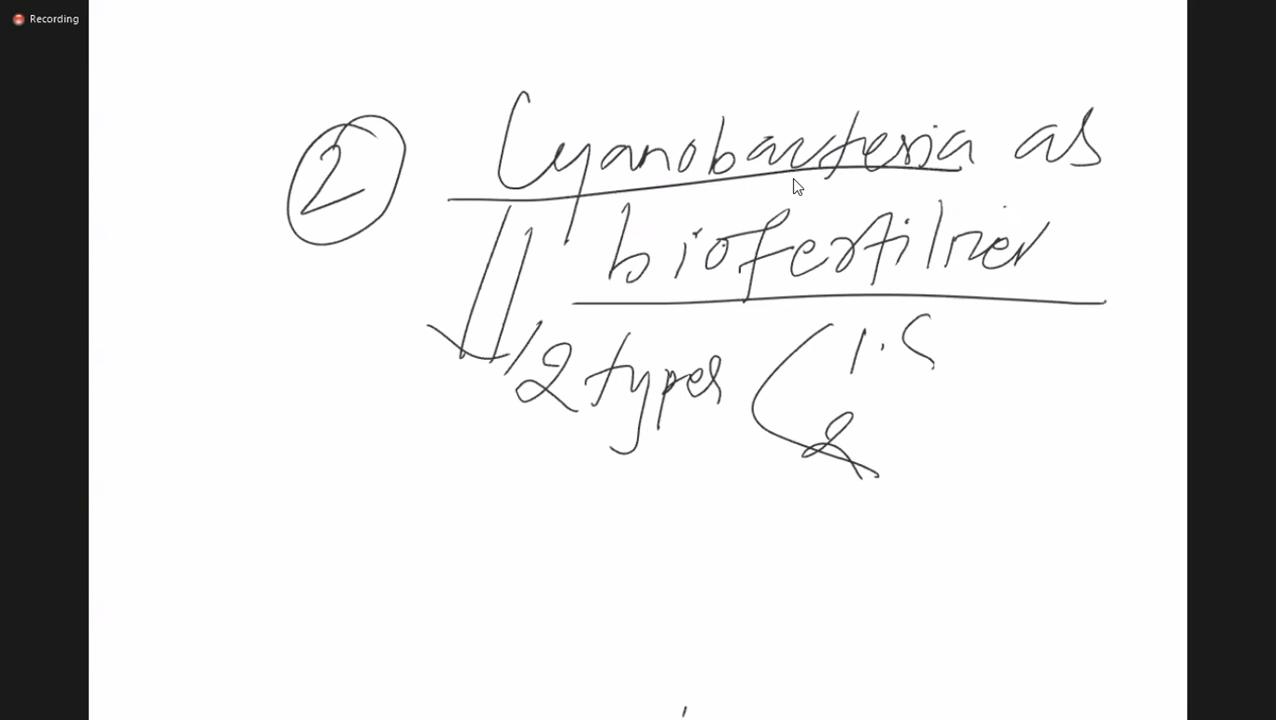 Recording
2 Cyanobacteria as
biofertilizer
2 types 1. S
2